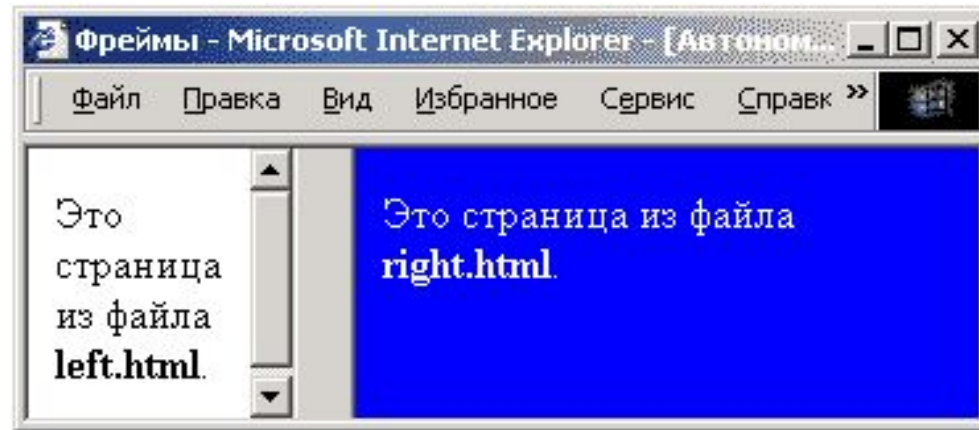 Фреймы - Microsoft Internet Explorer - [Автоном...
Файл Правка Вид Избранное Сервис Справк »
Это
страница
из файла
left.html.
Это страница из файла
right.html.